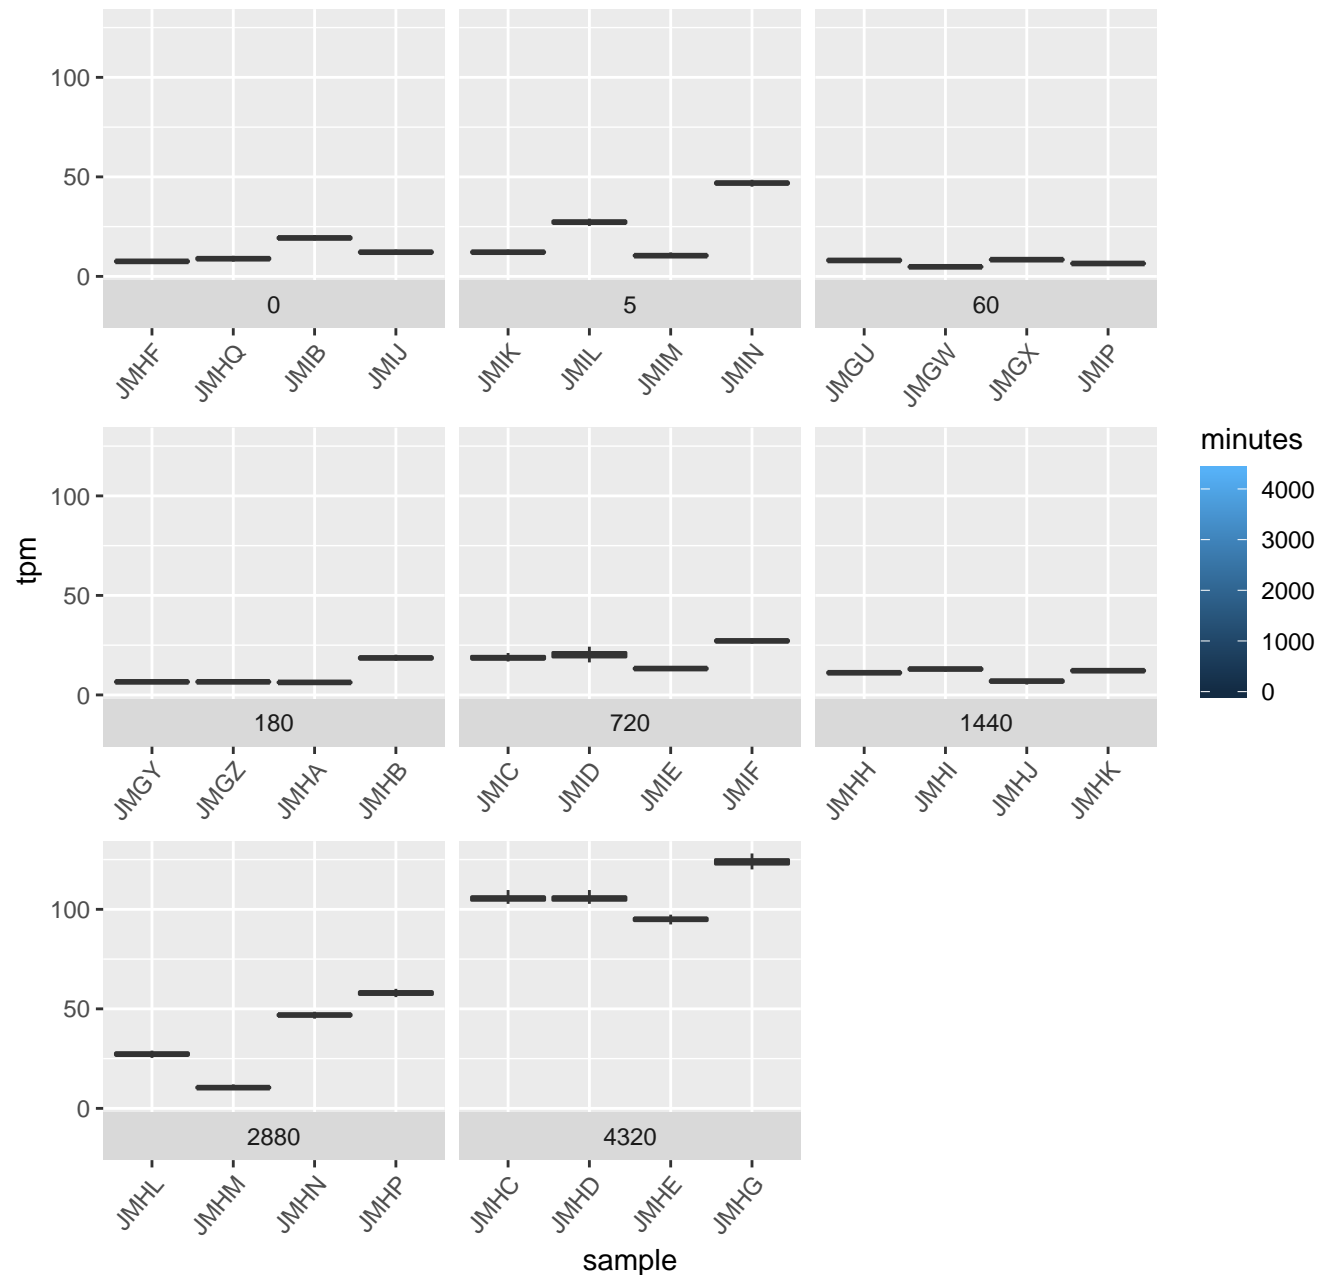 100
50
0
0
5
60
JMHF
JMHQ
JMIB
JMIJ
JMIK
JMIL
JMIM
JMIN
JMGU
JMGW
JMGX
JMIP
100
50
0
180
720
1440
JMGY
JMGZ
JMHA
JMHB
JMIC
JMID
JMIE
JMIF
JMHH
JMHI
JMHJ
JMHK
100
50
0
2880
4320
JMHL
JMHM
JMHN
JMHP
JMHC
JMHD
JMHE
JMHG
tpm
sample
minutes
4000
3000
2000
1000
0